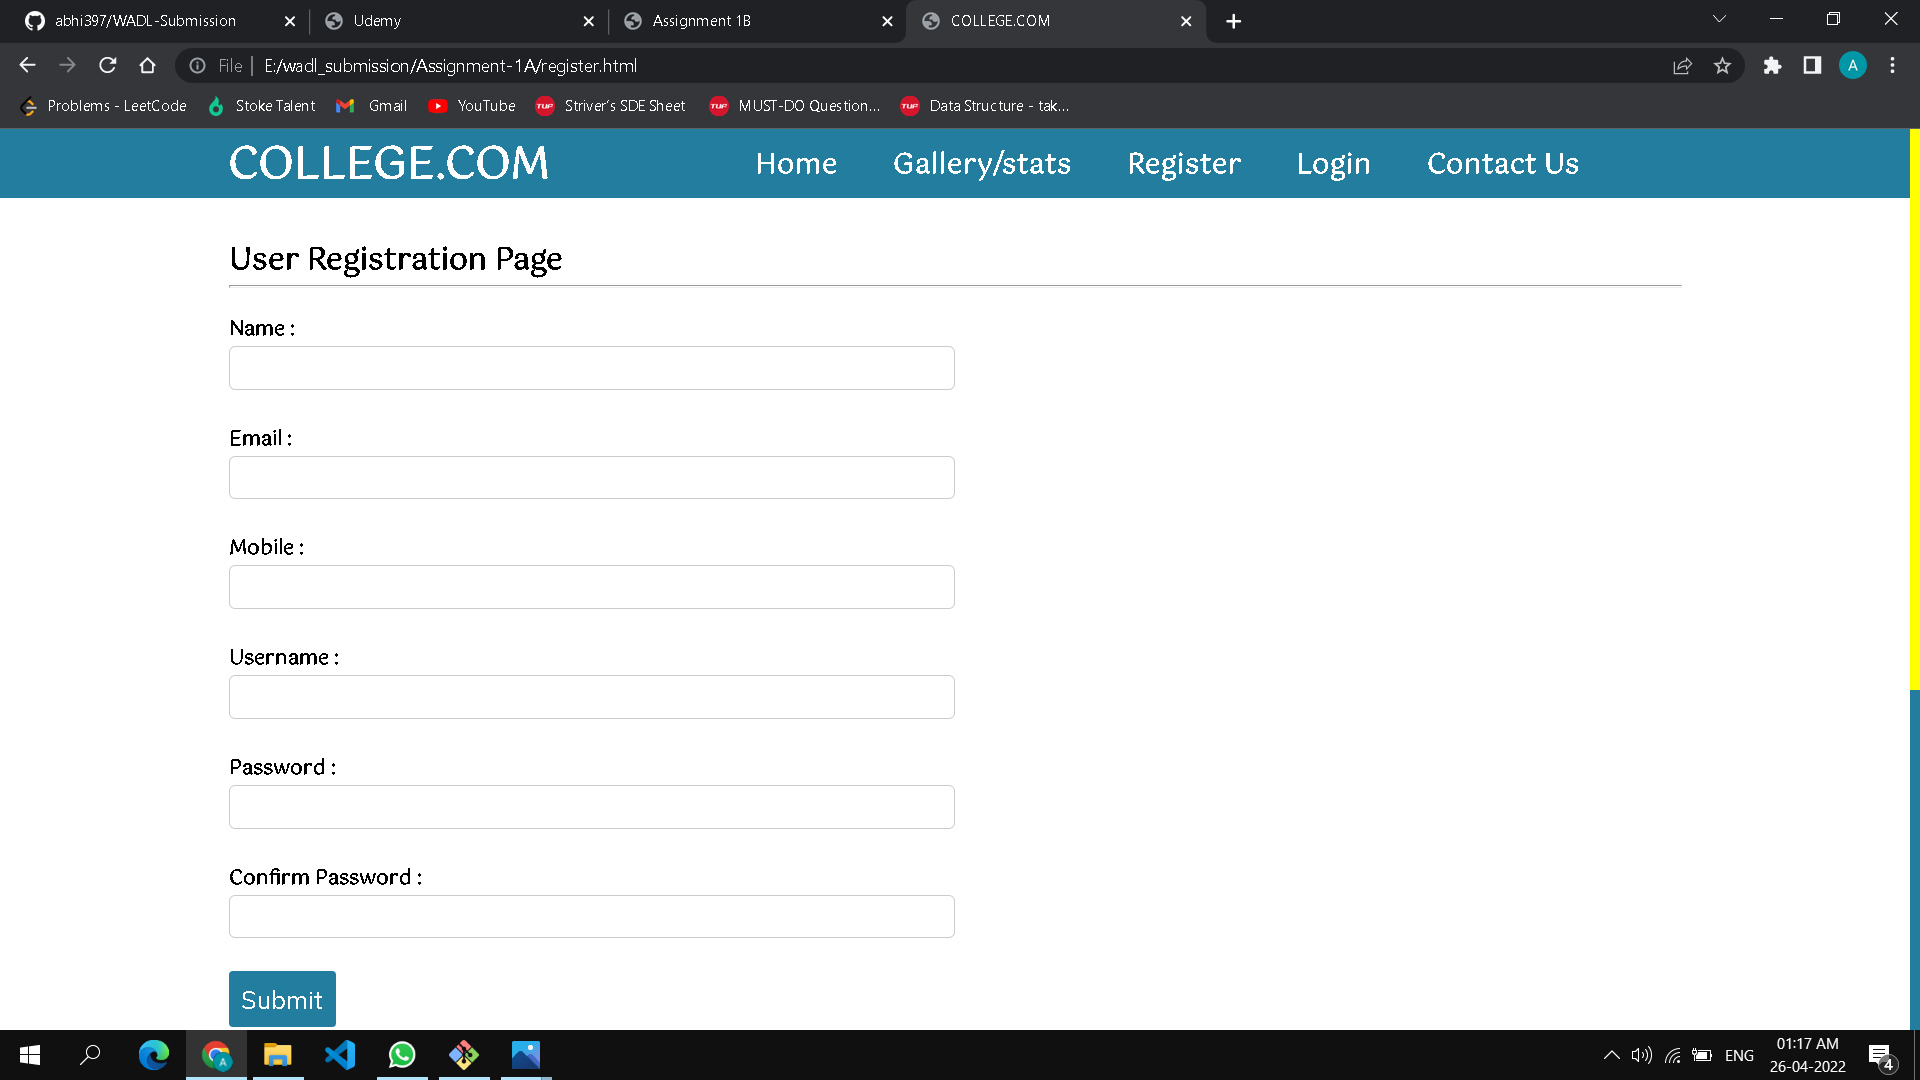 abhi397/WADL-Submission Udemy Assignment 1B COLLEGE.COM
File E:/wadl_submission/Assignment-1A/register.html A
Problems - LeetCode Stoke Talent Gmail YouTube Striver's SDE Sheet MUST-DO Question... Data Structure - tak...
COLLEGE.COM Home Gallery/stats Register Login Contact Us
User Registration Page
Name :
Email :
Mobile :
Username :
Password :
Confirm Password :
Submit
ENG 01:17 AM
26-04-2022 4